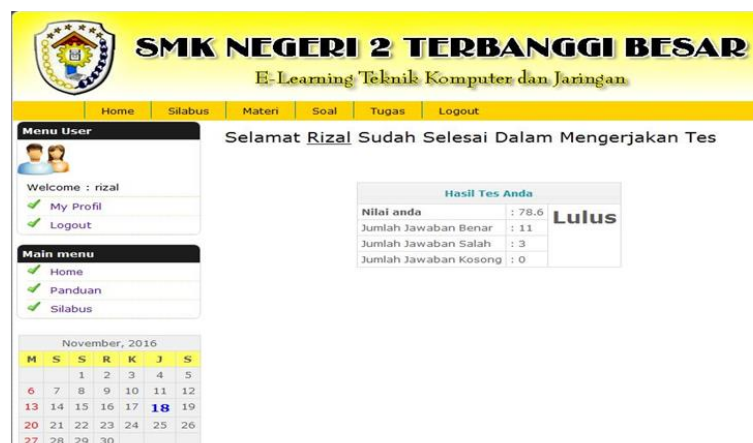 SMK NEGERI 2 TERBANGGI BESAR
E-Learning Teknik Komputer dan Jaringan
Home Silabus Materi Soal Tugas Logout
Menu User
Welcome : rizal
My Profil
Logout
Main menu
Home
Panduan
Silabus
November, 2016
M S S R K J S
1 2 3 4 5
6 7 8 9 10 11 12
13 14 15 16 17 18 19
20 21 22 23 24 25 26
27 28 29 30
Selamat Rizal Sudah Selesai Dalam Mengerjakan Tes
Hasil Tes Anda
Nilai anda : 78.6 Lulus
Jumlah Jawaban Benar : 11
Jumlah Jawaban Salah : 3
Jumlah Jawaban Kosong : 0